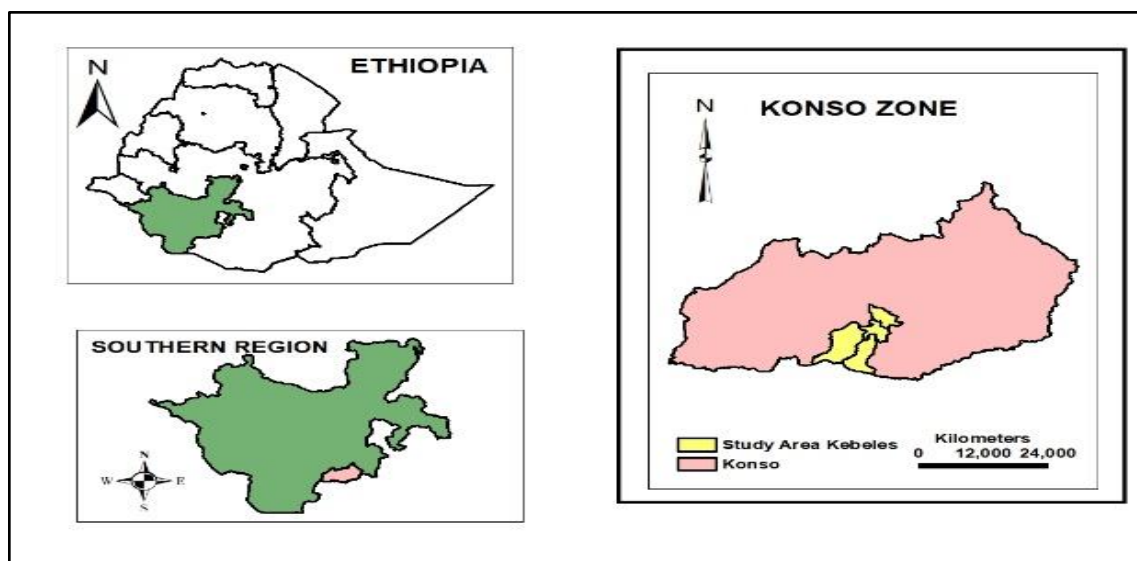 N
ETHIOPIA
SOUTHERN REGION
N
W E
S
N
KONSO ZONE
Study Area Kebeles
Konso
Kilometers
0 12,000 24,000